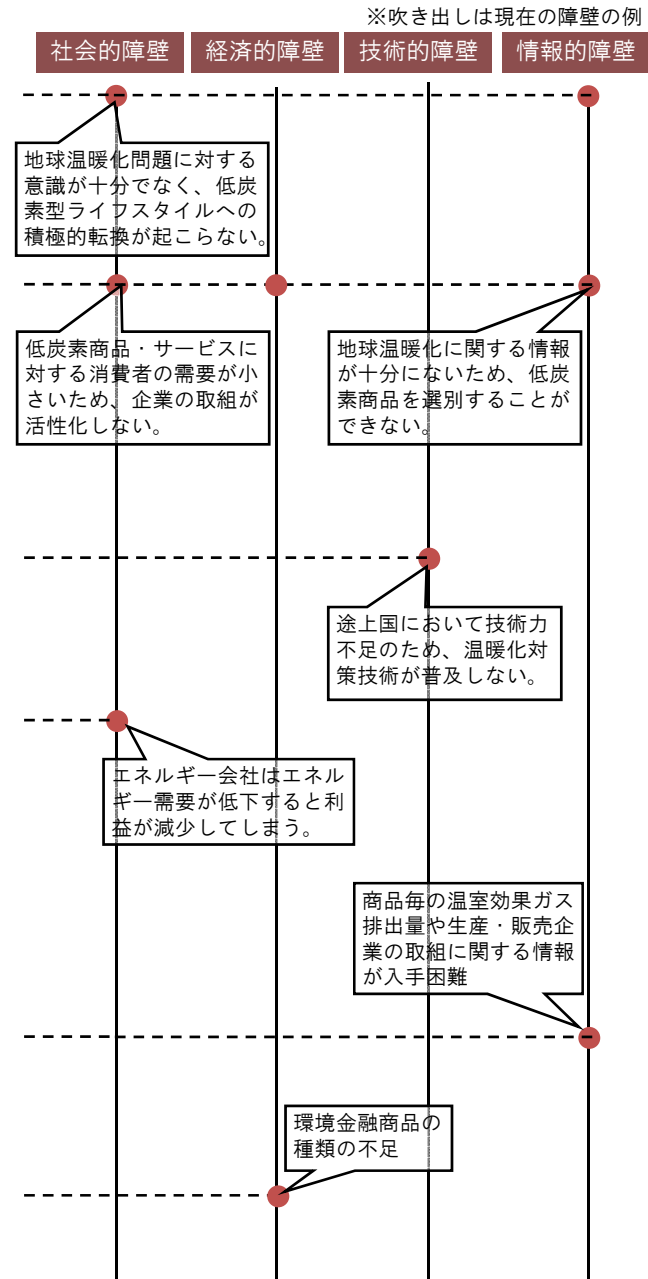 ※吹き出しは現在の障壁の例
社会的障壁
経済的障壁
技術的障壁
情報的障壁
地球温暖化問題に対する
意識が十分でなく、低炭
素型ライフスタイルへの
積極的転換が起こらない。
低炭素商品・サービスに
対する消費者の需要が小
さいため、企業の取組が
活性化しない。
地球温暖化に関する情報
が十分にないため、低炭
素商品を選別することが
できない。
途上国において技術力
不足のため、温暖化対
策技術が普及しない。
エネルギー会社はエネル
ギー需要が低下すると利
益が減少してしまう。
商品毎の温室効果ガス
排出量や生産・販売企
業の取組に関する情報
が入手困難
環境金融商品の
種類の不足